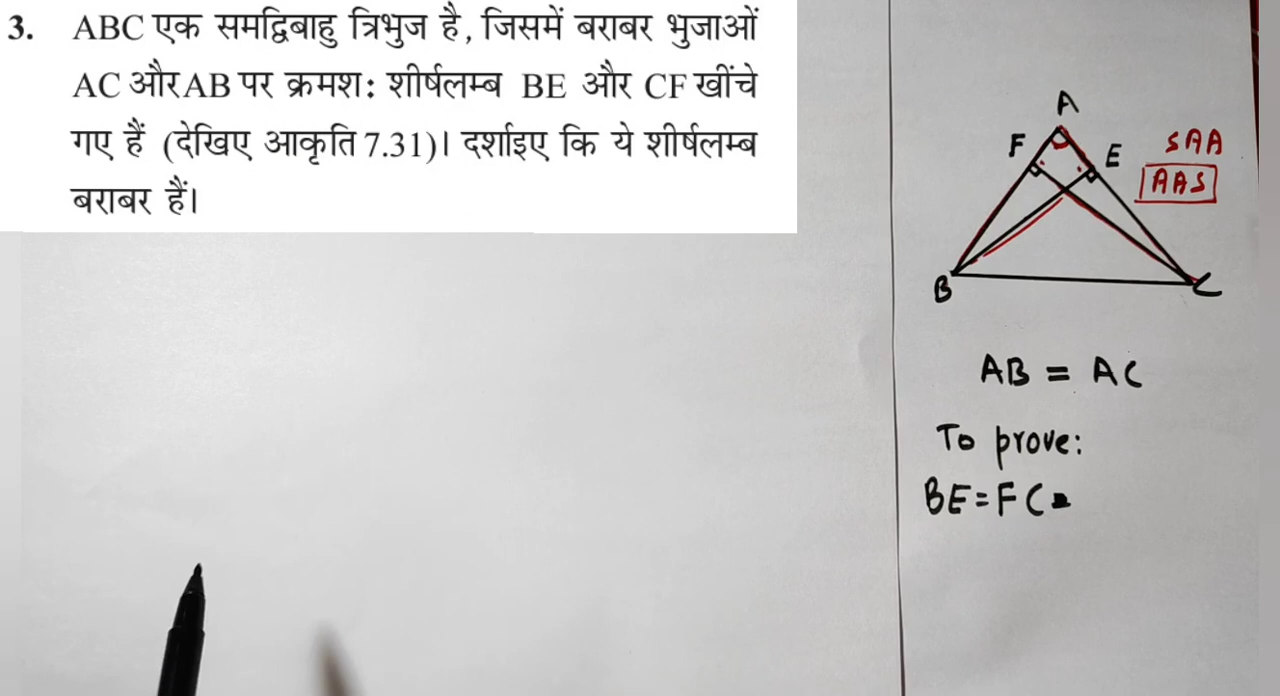 3. ABC एक समद्विबाहु त्रिभुज है, जिसमें बराबर भुजाओं
AC और AB पर क्रमश: शीर्षलम्ब BE और CF खींचे
गए हैं (देखिए आकृति 7.31)। दर्शाइए कि ये शीर्षलम्ब
बराबर हैं।
A
F
E
SAA
AAS
B
C
AB = AC
To prove:
BE=FC